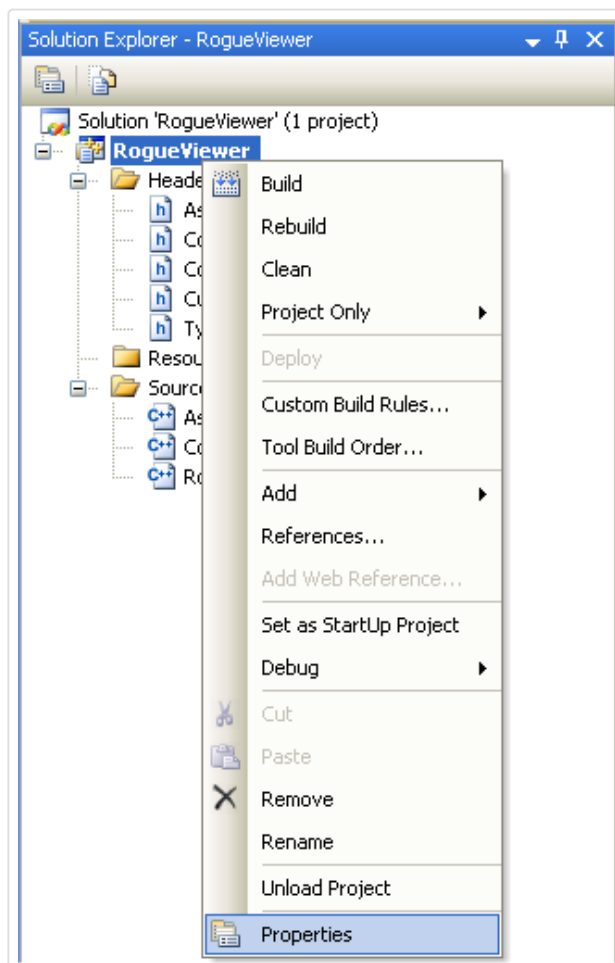 Solution Explorer - RogueViewer
Solution 'RogueViewer' (1 project)
RogueViewer
Build
Rebuild
Clean
Project Only
Deploy
Custom Build Rules...
Tool Build Order...
Add
References...
Add Web Reference...
Set as StartUp Project
Debug
Cut
Paste
Remove
Rename
Unload Project
Properties
h
h
h
h
h
C++
C++
C++